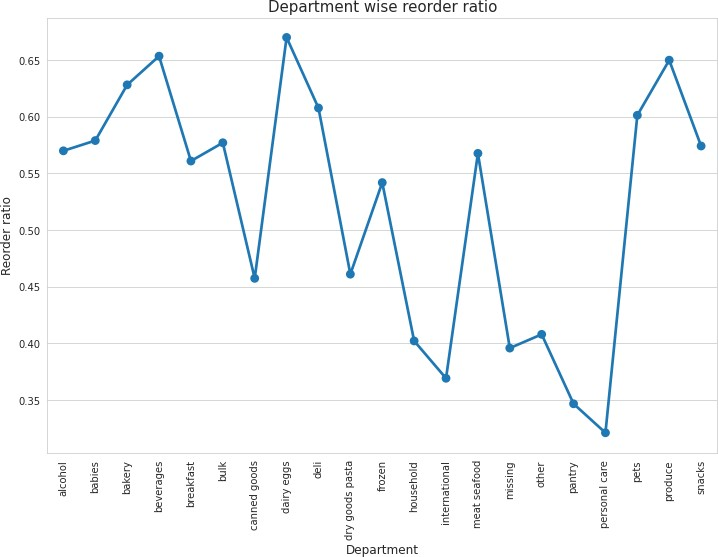 Department wise reorder ratio
Reorder ratio
0.65
0.60
0.55
0.50
0.45
0.40
0.35
alcohol
babies
bakery
beverages
breakfast
bulk
canned goods
dairy eggs
deli
dry goods pasta
frozen
household
international
meat seafood
missing
other
pantry
personal care
pets
produce
snacks
Department